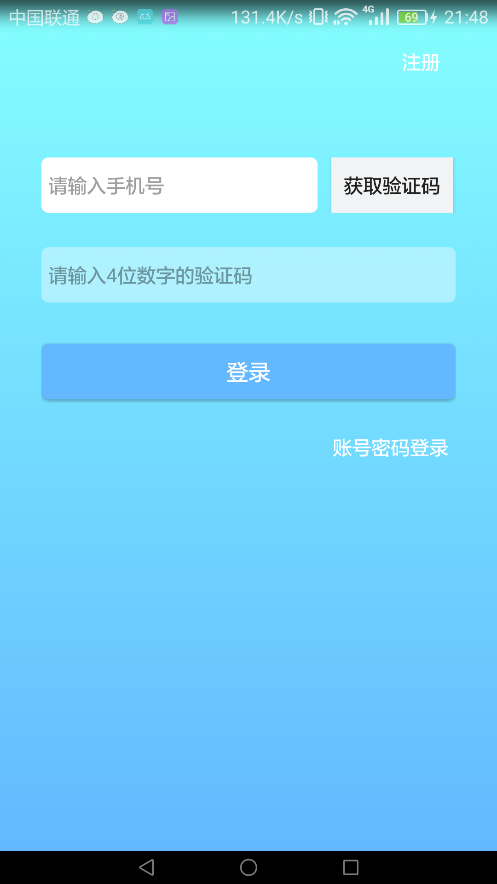 中国联通 131.4K/s 4G 69 21:48
注册
请输入手机号 获取验证码
请输入4位数字的验证码
登录
账号密码登录